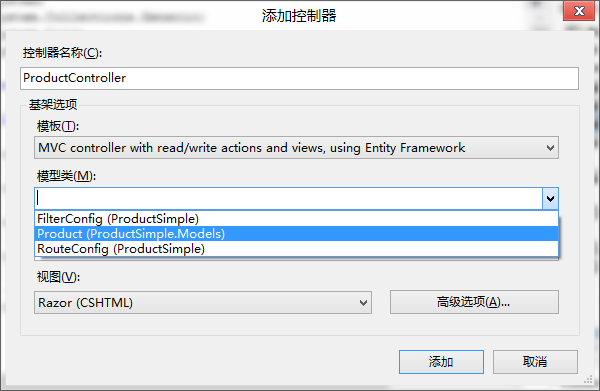 添加控制器
控制器名称(C):
ProductController
基架选项
模板(T):
MVC controller with read/write actions and views, using Entity Framework
模型类(M):
FilterConfig (ProductSimple)
Product (ProductSimple.Models)
RouteConfig (ProductSimple)
视图(V):
Razor (CSHTML)
高级选项(A)...
添加
取消